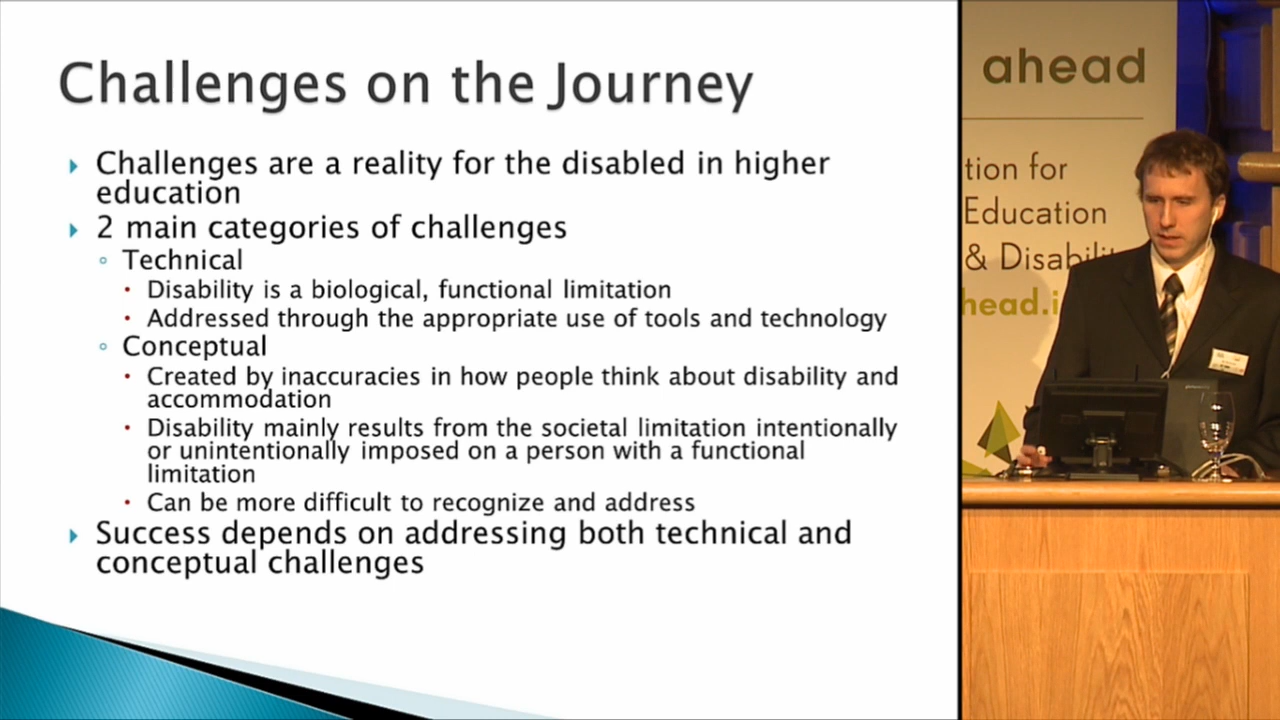 Challenges on the Journey
Challenges are a reality for the disabled in higher
education
2 main categories of challenges
Technical
Disability is a biological, functional limitation
Addressed through the appropriate use of tools and technology
Conceptual
Created by inaccuracies in how people think about disability and
accommodation
Disability mainly results from the societal limitation intentionally
or unintentionally imposed on a person with a functional
limitation
Can be more difficult to recognize and address
Success depends on addressing both technical and
conceptual challenges
ahead
tion for
Education
& Disabilit
head.i